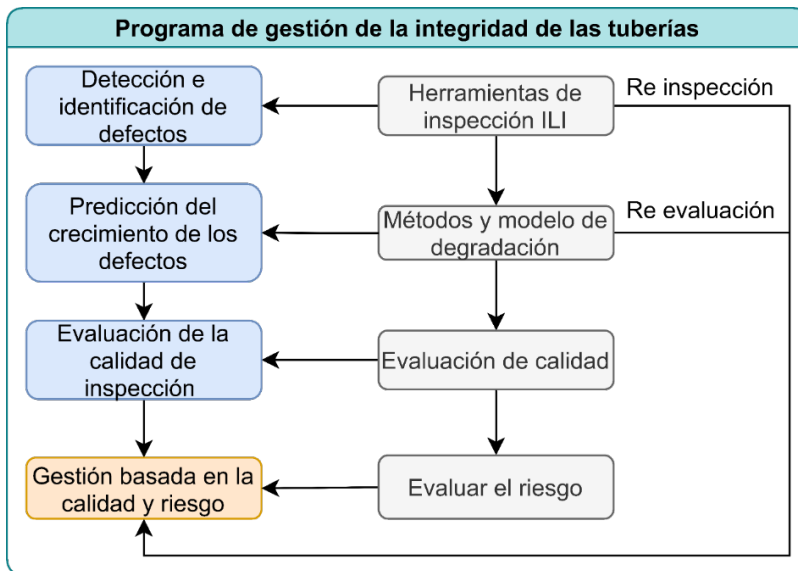 Programa de gestión de la integridad de las tuberías
Detección e
identificación de
defectos
Herramientas de
inspección ILI
Re inspección
Predicción del
crecimiento de los
defectos
Métodos y modelo de
degradación
Re evaluación
Evaluación de la
calidad de
inspección
Evaluación de calidad
Gestión basada en la
calidad y riesgo
Evaluar el riesgo